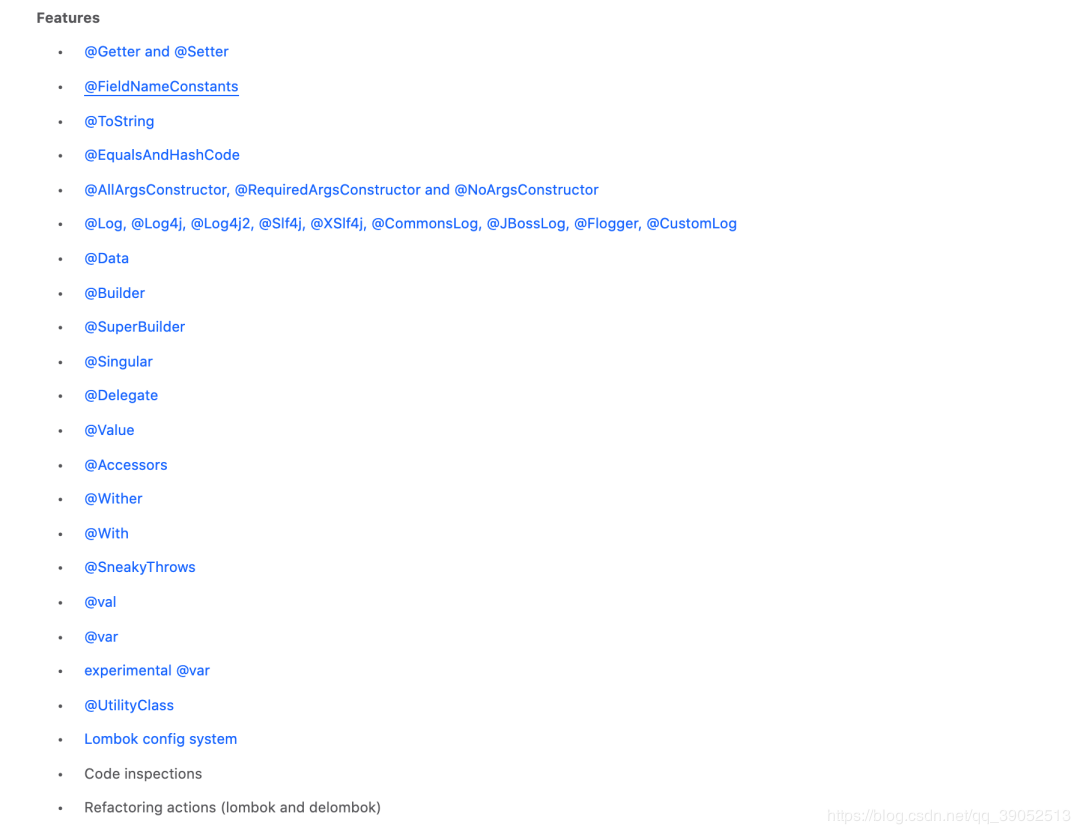 Features
• @Getter and @Setter
• @FieldNameConstants
• @ToString
• @EqualsAndHashCode
• @AllArgsConstructor, @RequiredArgsConstructor and @NoArgsConstructor
• @Log, @Log4j, @Log4j2, @Slf4j, @XSlf4j, @CommonsLog, @JBossLog, @Flogger, @CustomLog
• @Data
• @Builder
• @SuperBuilder
• @Singular
• @Delegate
• @Value
• @Accessors
• @Wither
• @With
• @SneakyThrows
• @val
• @var
• experimental @var
• @UtilityClass
• Lombok config system
• Code inspections
• Refactoring actions (lombok and delombok)
https://blog.csdn.net/qq_39052513